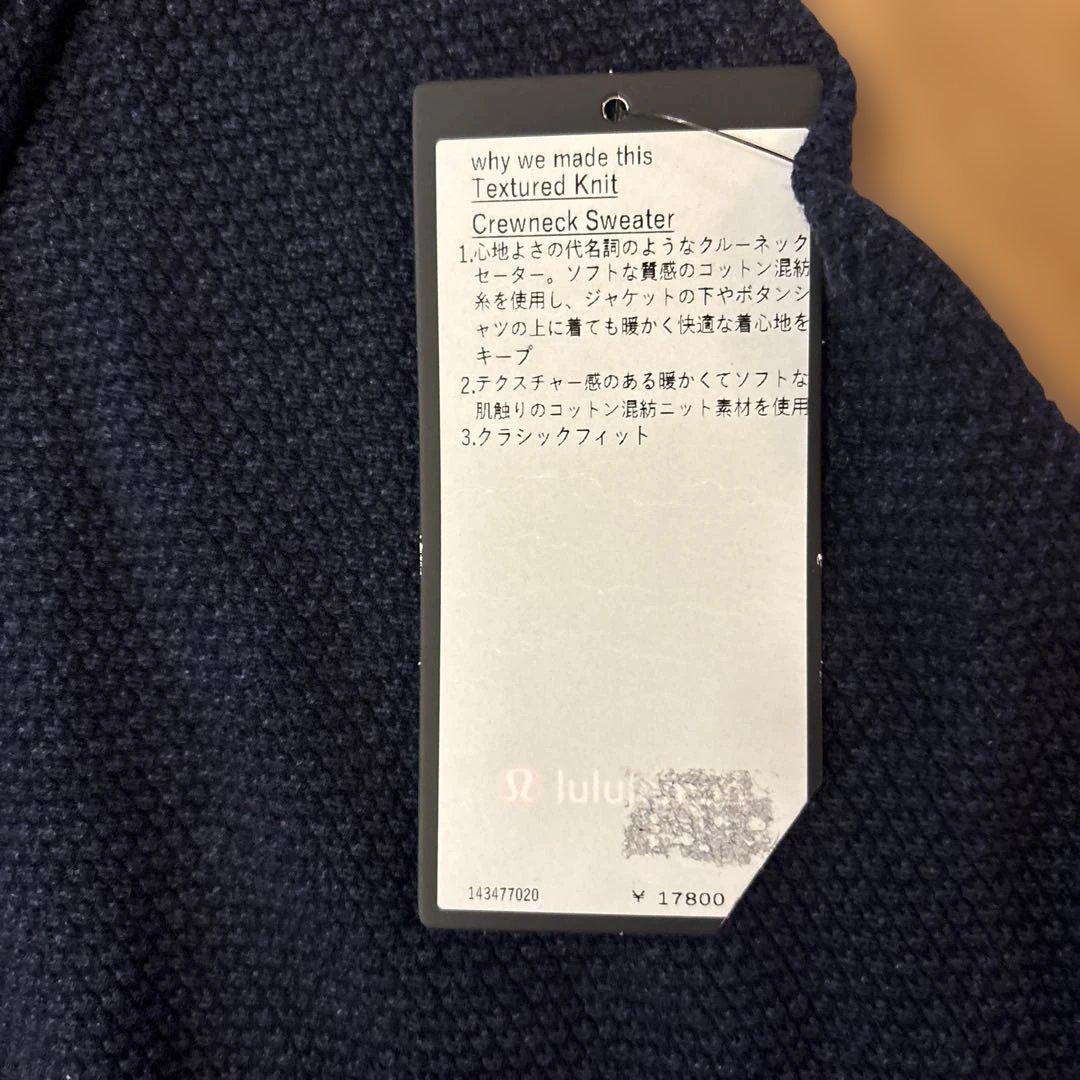 why we made this
Textured Knit
Crewneck Sweater
1.心地よさの代名詞のようなクルーネック
セーター。ソフトな質感のコットン混紡
糸を使用し、ジャケットの下やボタンシ
ャツの上に着ても暖かく快適な着心地を
キープ
2.テクスチャー感のある暖かくてソフトな
肌触りのコットン混紡ニット素材を使用
3.クラシックフィット
143477020 ¥ 17800